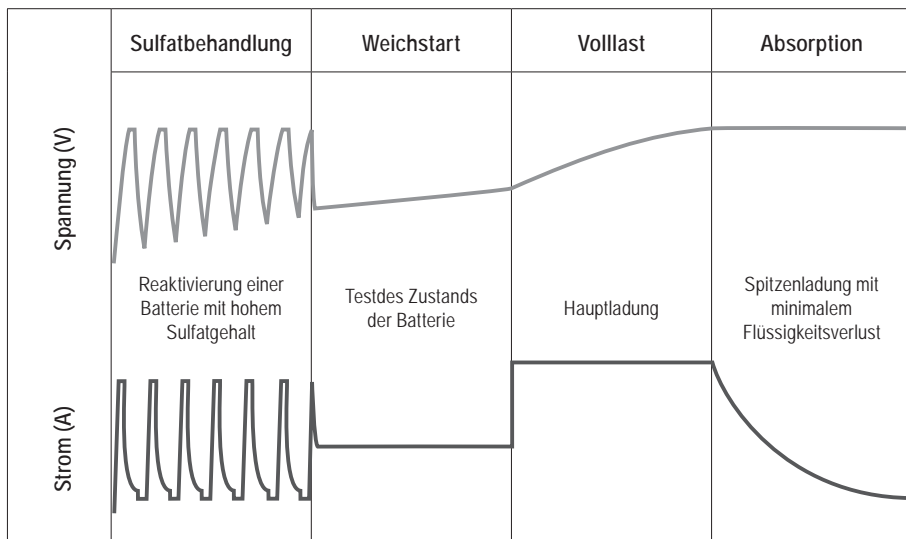 Sulfatbehandlung
Weichstart
Volllast
Absorption
Spannung (V)
Reaktivierung einer
Batterie mit hohem
Sulfatgehalt
Testdes Zustands
der Batterie
Hauptladung
Spitzenladung mit
minimalem
Flüssigkeitsverlust
Strom (A)